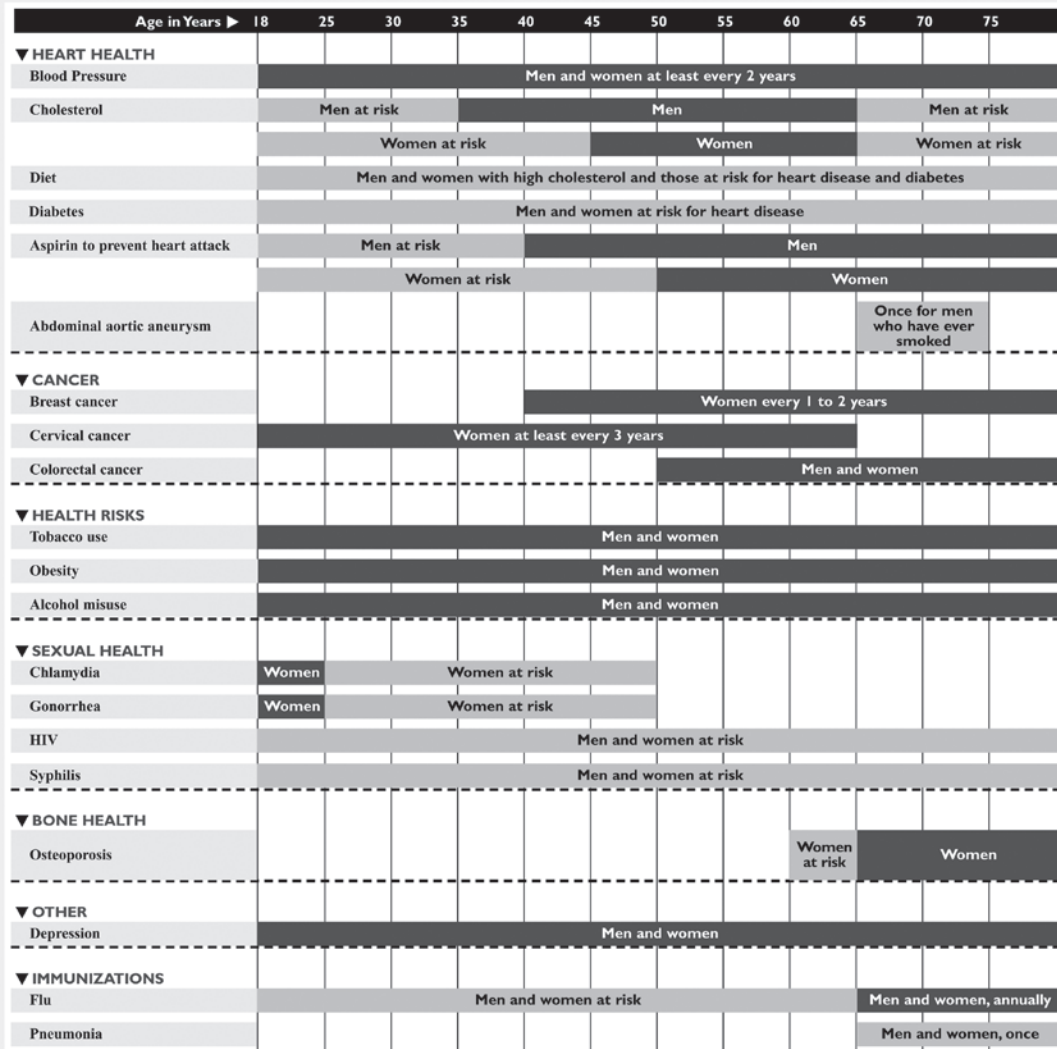 Age in Years ▶ 18 25 30 35 40 45 50 55 60 65 70 75
▼ HEART HEALTH
Blood Pressure Men and women at least every 2 years
Cholesterol Men at risk Men Men at risk
Women at risk Women Women at risk
Diet Men and women with high cholesterol and those at risk for heart disease and diabetes
Diabetes Men and women at risk for heart disease
Aspirin to prevent heart attack Men at risk Men
Women at risk Women
Abdominal aortic aneurysm
Once for men
who have ever
smoked
▼ CANCER
Breast cancer Women every 1 to 2 years
Cervical cancer Women at least every 3 years
Colorectal cancer Men and women
▼ HEALTH RISKS
Tobacco use Men and women
Obesity Men and women
Alcohol misuse Men and women
▼ SEXUAL HEALTH
Chlamydia Women Women at risk
Gonorrhea Women Women at risk
HIV Men and women at risk
Syphilis Men and women at risk
▼ BONE HEALTH
Osteoporosis
Women
at risk
Women
▼ OTHER
Depression Men and women
▼ IMMUNIZATIONS
Flu Men and women at risk Men and women, annually
Pneumonia Men and women, once